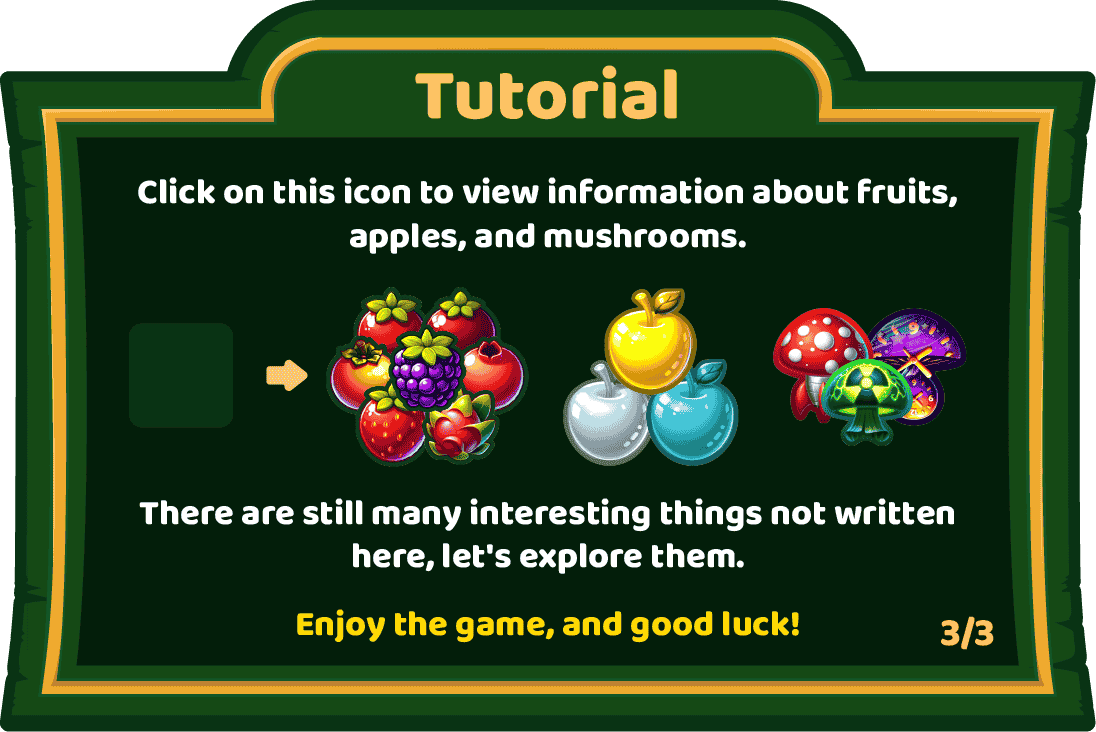 Tutorial
Click on this icon to view information about fruits,
apples, and mushrooms.
There are still many interesting things not written
here, let's explore them.
Enjoy the game, and good luck!
3/3